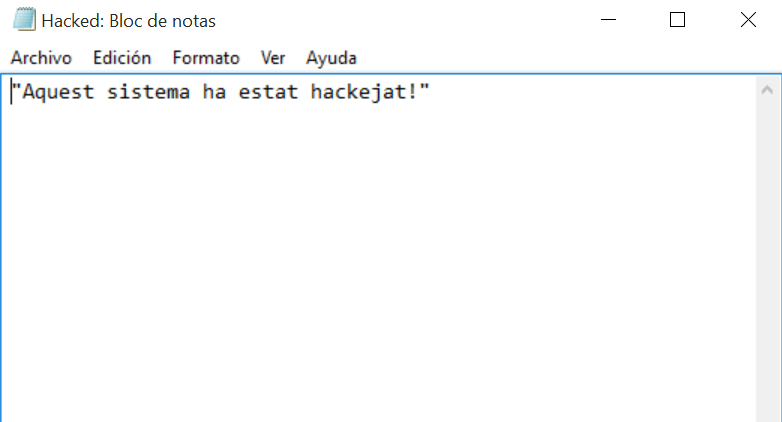 Hacked: Bloc de notas
Archivo Edición Formato Ver Ayuda
"Aquest sistema ha estat hackejat!"